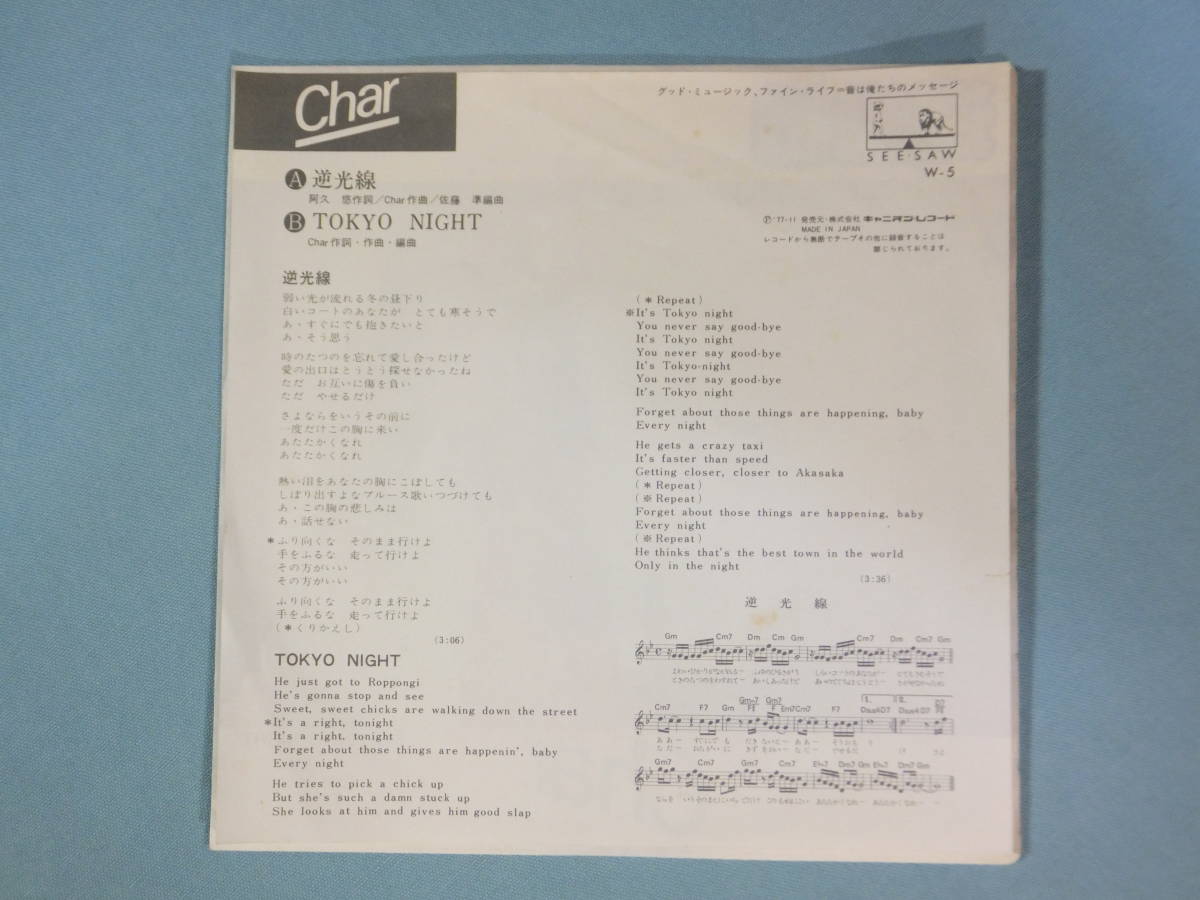 Char
グッド・ミュージック、ファイン・ライフ＝音は俺たちのメッセージ
SEE・SAW
W-5
A 逆光線
阿久 悠作詞／Char作曲／佐藤 準編曲
B TOKYO NIGHT
Char作詞・作曲・編曲
Ⓟ'77-11 発売元・株式会社 キャニオン・レコード
MADE IN JAPAN
レコードから無断でテープその他に録音することは
禁じられております。
逆光線
弱い光が流れる冬の昼下り
白いコートのあなたが とても寒そうで
あ・すぐにでも抱きたいと
あ・そう思う
時のたつのを忘れて愛し合ったけど
愛の出口はとうとう探せなかったね
ただ お互いに傷を負い
ただ やせるだけ
さよならをいうその前に
一度だけこの胸に来い
あたたかくなれ
あたたかくなれ
熱い泪をあなたの胸にこぼしても
しぼり出すよなブルース歌いつづけても
あ・この胸の悲しみは
あ・話せない
*ふり向くな そのまま行けよ
手をふるな 走って行けよ
その方がいい
その方がいい
ふり向くな そのまま行けよ
手をふるな 走って行けよ
(*くりかえし)
(3:06)
TOKYO NIGHT
He just got to Roppongi
He's gonna stop and see
Sweet, sweet chicks are walking down the street
*It's a right, tonight
It's a right, tonight
Forget about those things are happenin', baby
Every night
He tries to pick a chick up
But she's such a damn stuck up
She looks at him and gives him good slap
(*Repeat)
※It's Tokyo night
You never say good-bye
It's Tokyo night
You never say good-bye
It's Tokyo-night
You never say good-bye
It's Tokyo night
Forget about those things are happening, baby
Every night
He gets a crazy taxi
It's faster than speed
Getting closer, closer to Akasaka
(*Repeat)
(※Repeat)
Forget about those things are happening, baby
Every night
(※Repeat)
He thinks that's the best town in the world
Only in the night
(3:36)
逆光線
Gm Cm7 Dm Cm Gm Cm7 Dm Cm7 Gm
Cm7 F7 Gm Cm7 F7
Gm7 Cm7 Gm7 Cm7